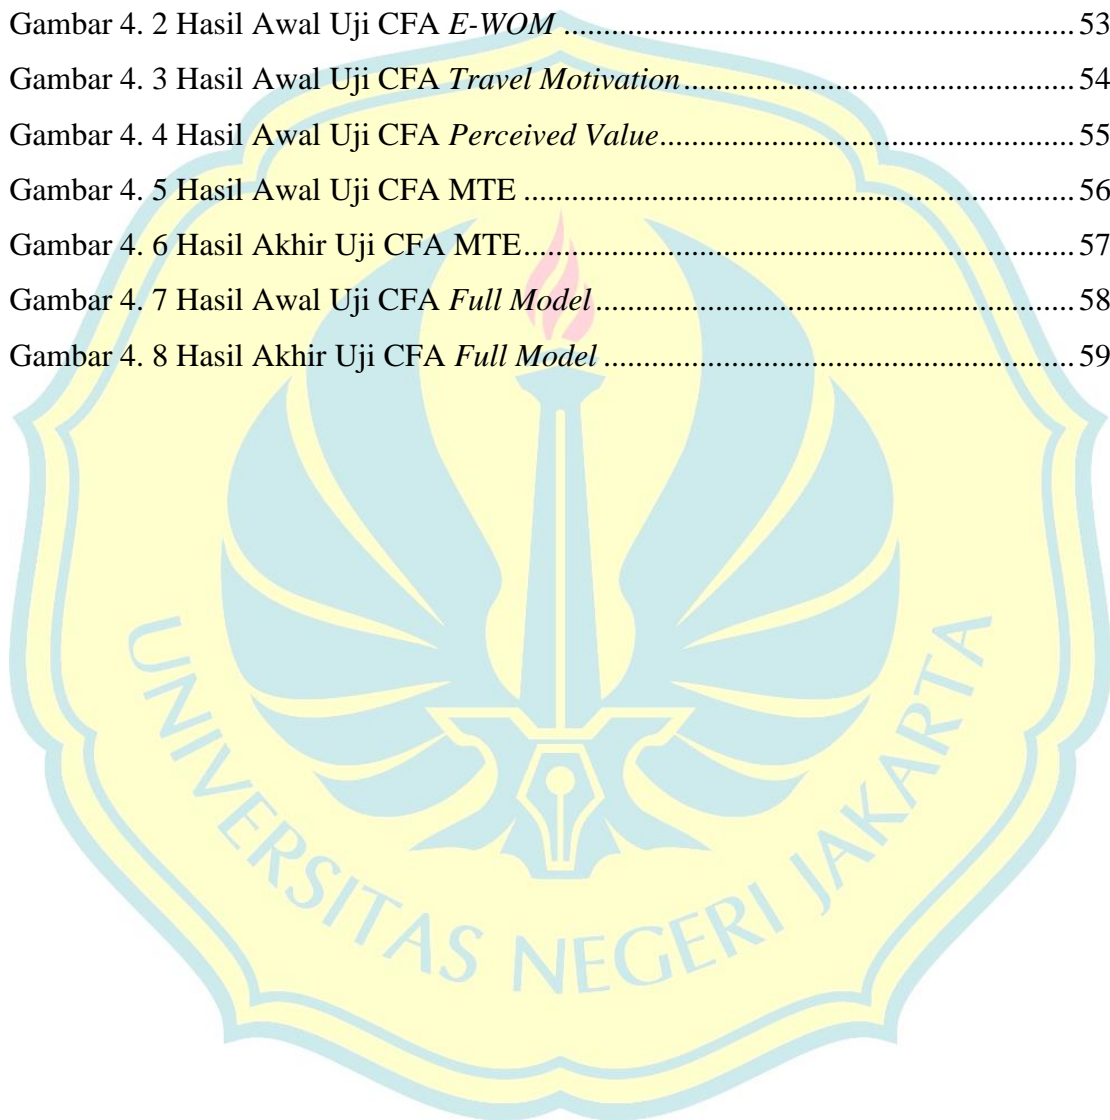 Gambar 4. 2 Hasil Awal Uji CFA E-WOM ........................................................................... 53
Gambar 4. 3 Hasil Awal Uji CFA Travel Motivation.......................................................... 54
Gambar 4. 4 Hasil Awal Uji CFA Perceived Value............................................................. 55
Gambar 4. 5 Hasil Awal Uji CFA MTE ................................................................................. 56
Gambar 4. 6 Hasil Akhir Uji CFA MTE................................................................................. 57
Gambar 4. 7 Hasil Awal Uji CFA Full Model ...................................................................... 58
Gambar 4. 8 Hasil Akhir Uji CFA Full Model ..................................................................... 59
UNIVERSITAS NEGERI JAKARTA